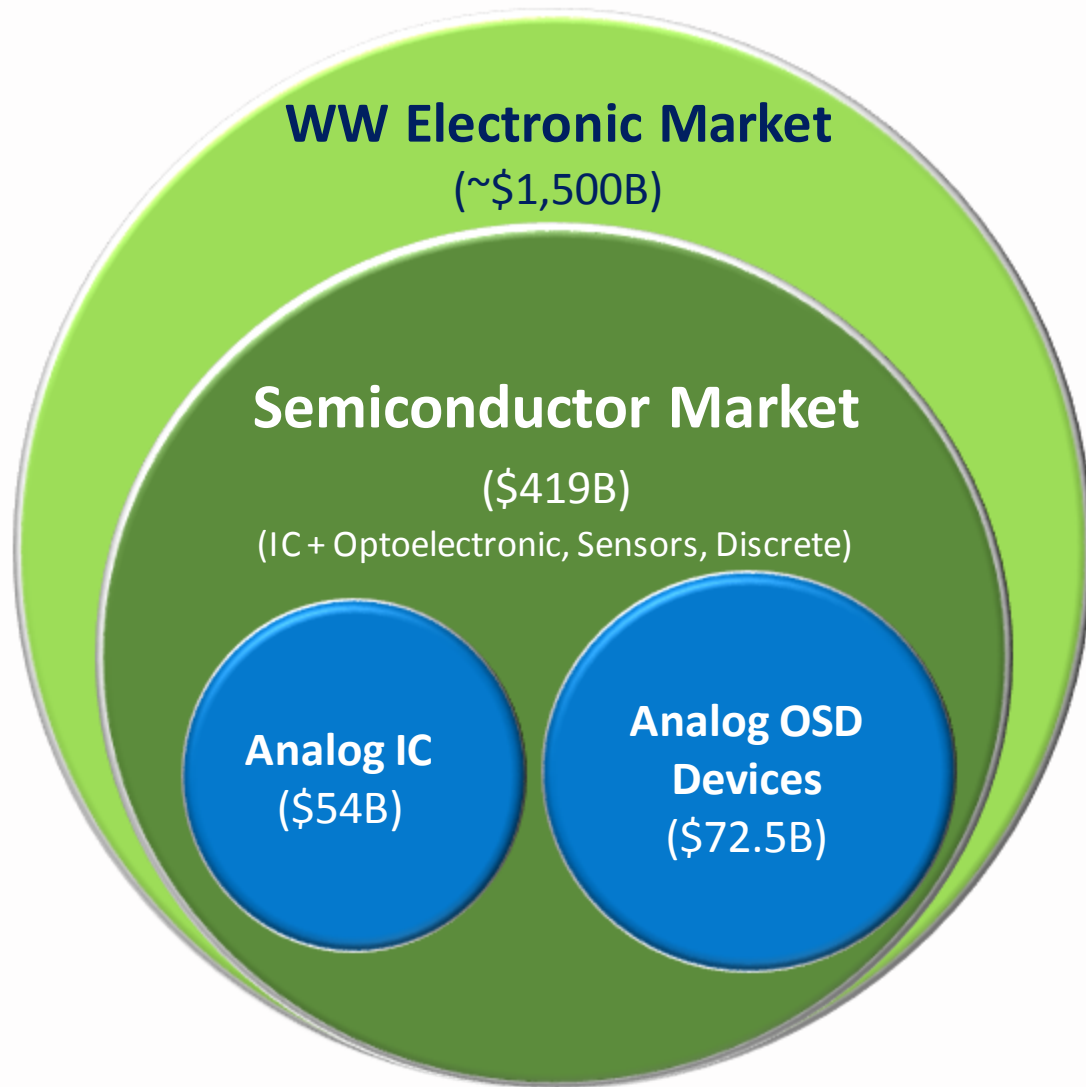 WW Electronic Market
(~$1,500B)
Semiconductor Market
($419B)
(IC + Optoelectronic, Sensors, Discrete)
Analog IC
($54B)
Analog OSD
Devices
($72.5B)